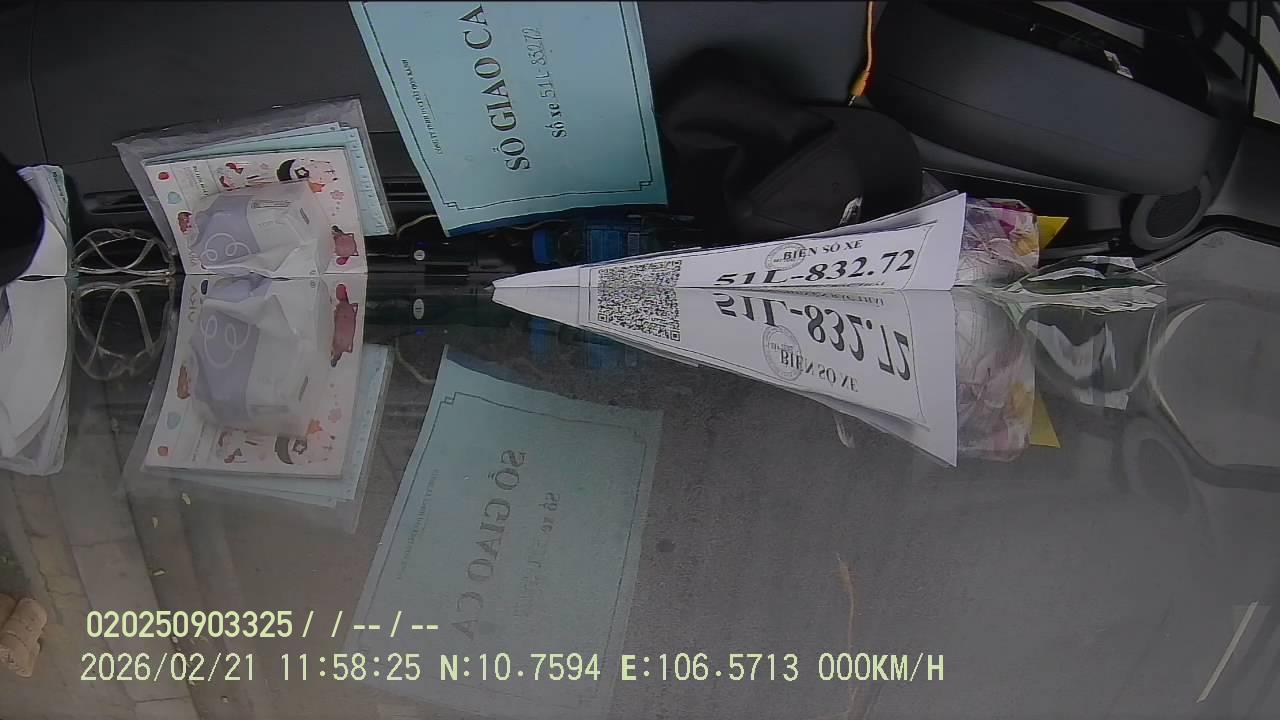 SỔ GIAO CA
Số xe 51L-832.72
BIỂN SỐ XE
51L-832.72
020250903325 / / -- / --
2026/02/21 11:58:25 N:10.7594 E:106.5713 000KM/H